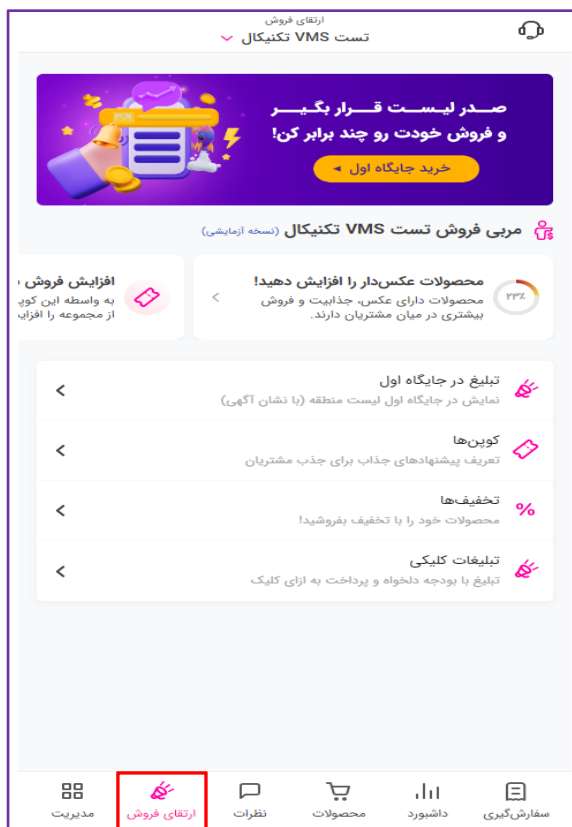 ارتقای فروش
تست VMS تکنیکال
صدر لیست قرار بگیر
و فروش خودت رو چند برابر کن!
خرید جایگاه اول
مربی فروش تست VMS تکنیکال (نسخه آزمایشی)
محصولات عکس‌دار را افزایش دهید!
محصولات دارای عکس، جذابیت و فروش
بیشتری در میان مشتریان دارند.
۲۳٪
افزایش فروش
به واسطه این کوپ
از مجموعه را افزای
تبلیغ در جایگاه اول
نمایش در جایگاه اول لیست منطقه (با نشان آگهی)
کوپن‌ها
تعریف پیشنهادهای جذاب برای جذب مشتریان
تخفیف‌ها
محصولات خود را با تخفیف بفروشید!
تبلیغات کلیکی
تبلیغ با بودجه دلخواه و پرداخت به ازای کلیک
سفارش‌گیری
داشبورد
محصولات
نظرات
ارتقای فروش
مدیریت